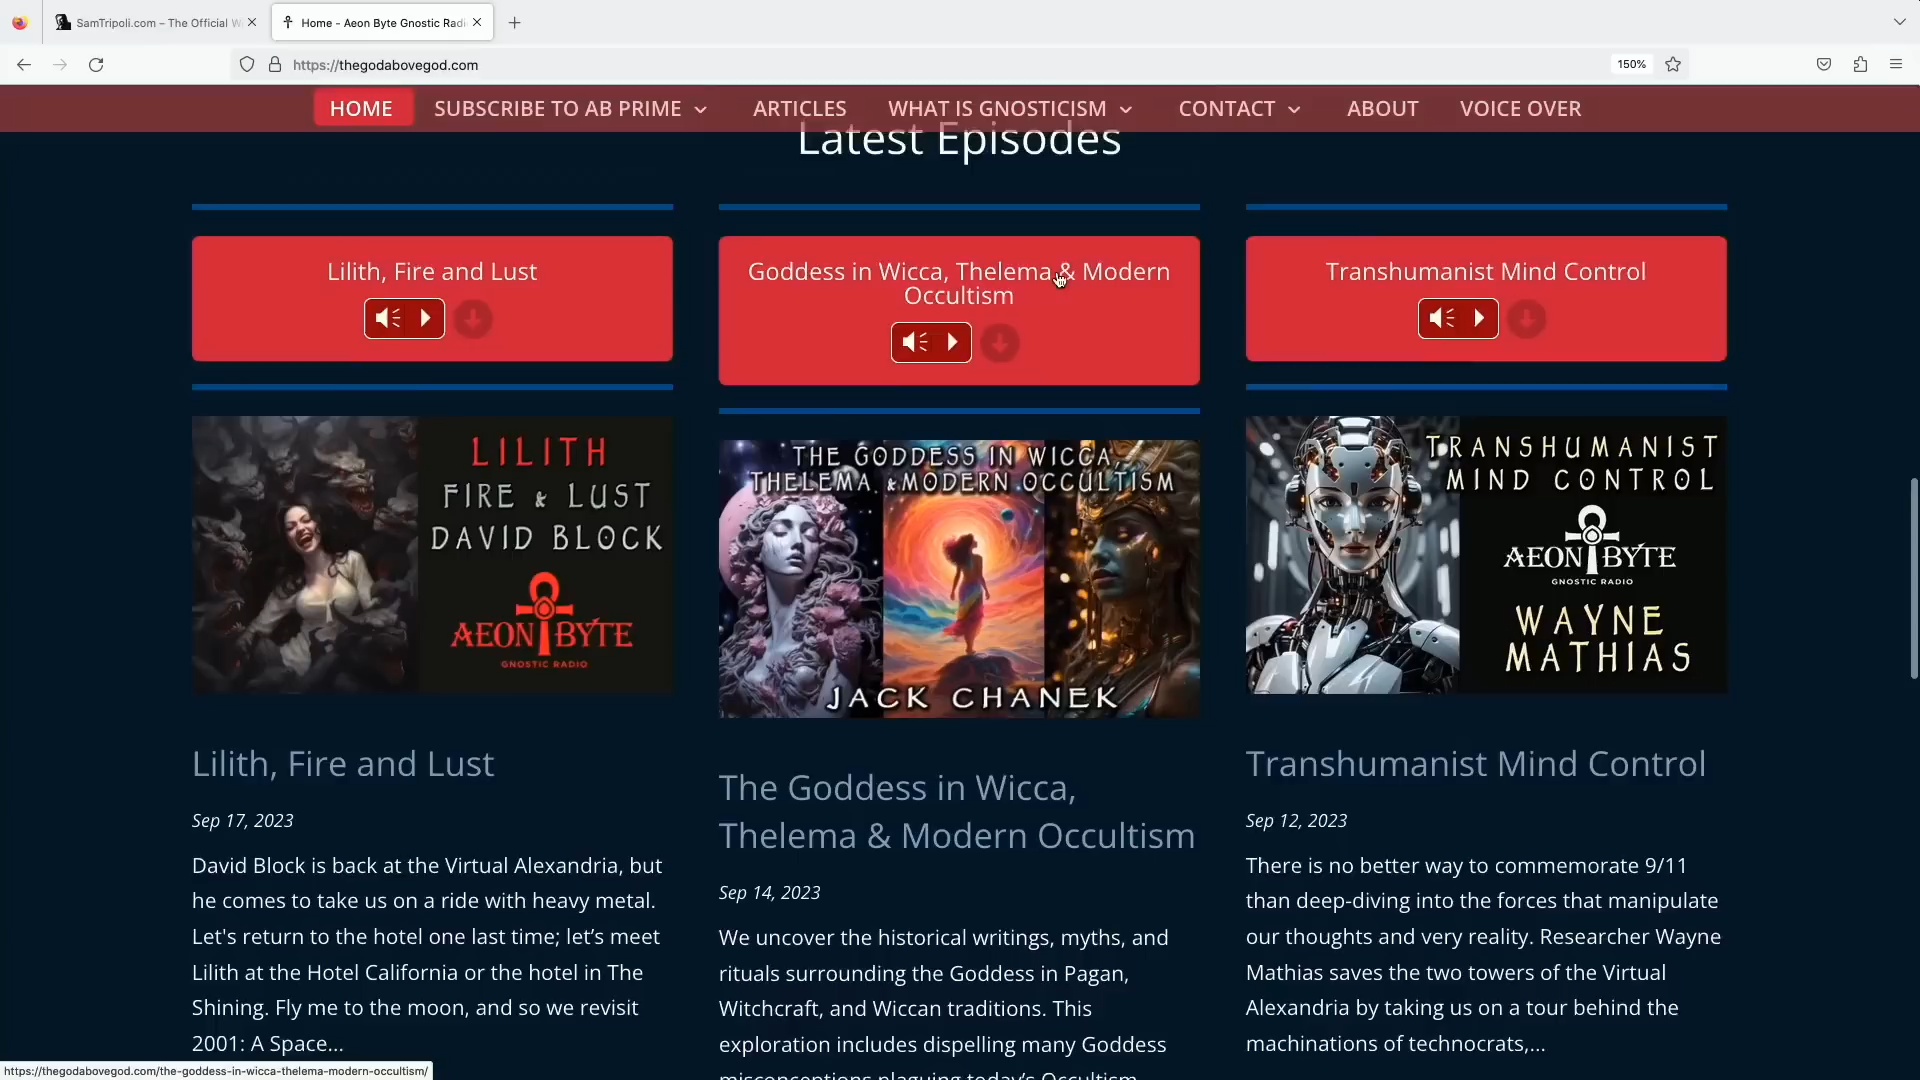 SamTripoli.com – The Official W
Home - Aeon Byte Gnostic Radi
https://thegodabovegod.com
150%
HOME
SUBSCRIBE TO AB PRIME
ARTICLES
WHAT IS GNOSTICISM
CONTACT
ABOUT
VOICE OVER
Latest Episodes
Lilith, Fire and Lust
Goddess in Wicca, Thelema & Modern
Occultism
Transhumanist Mind Control
LILITH
FIRE & LUST
DAVID BLOCK
AEON BYTE
GNOSTIC RADIO
THE GODDESS IN WICCA,
THELEMA & MODERN OCCULTISM
JACK CHANEK
TRANSHUMANIST
MIND CONTROL
AEON BYTE
GNOSTIC RADIO
WAYNE
MATHIAS
Lilith, Fire and Lust
Sep 17, 2023
David Block is back at the Virtual Alexandria, but
he comes to take us on a ride with heavy metal.
Let's return to the hotel one last time; let’s meet
Lilith at the Hotel California or the hotel in The
Shining. Fly me to the moon, and so we revisit
2001: A Space...
The Goddess in Wicca,
Thelema & Modern Occultism
Sep 14, 2023
We uncover the historical writings, myths, and
rituals surrounding the Goddess in Pagan,
Witchcraft, and Wiccan traditions. This
exploration includes dispelling many Goddess
misconceptions plaguing today’s Occultism
Transhumanist Mind Control
Sep 12, 2023
There is no better way to commemorate 9/11
than deep-diving into the forces that manipulate
our thoughts and very reality. Researcher Wayne
Mathias saves the two towers of the Virtual
Alexandria by taking us on a tour behind the
machinations of technocrats,...
https://thegodabovegod.com/the-goddess-in-wicca-thelema-modern-occultism/